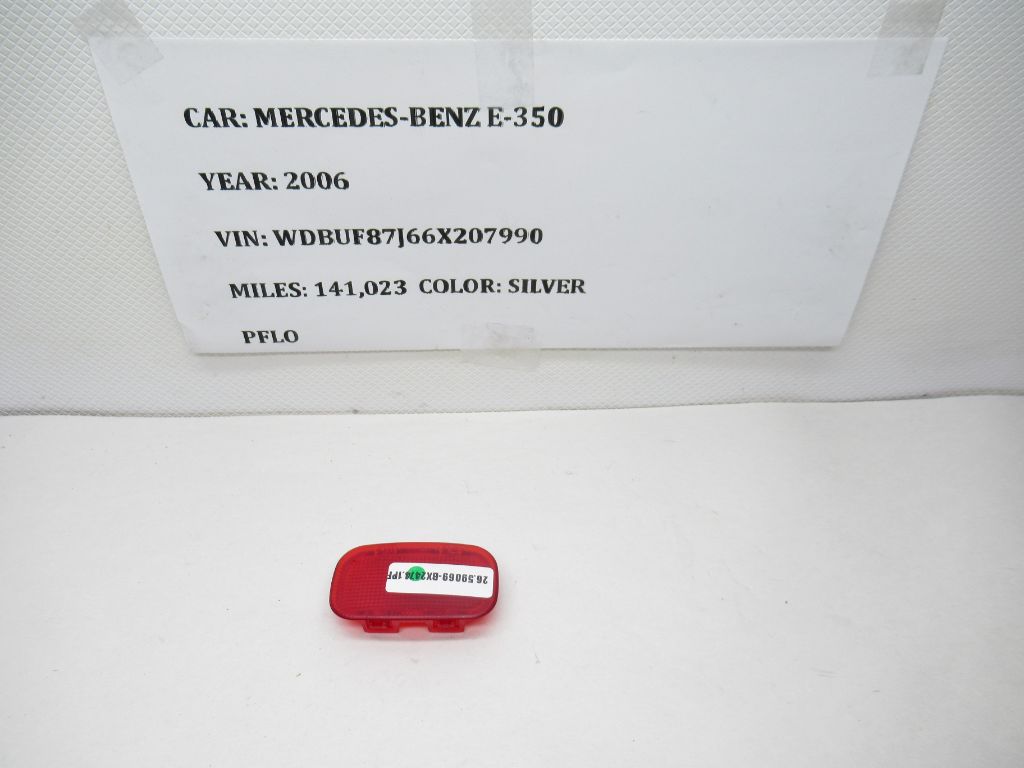 CAR: MERCEDES-BENZ E-350
YEAR: 2006
VIN: WDBUF87J66X207990
MILES: 141,023 COLOR: SILVER
PFLO